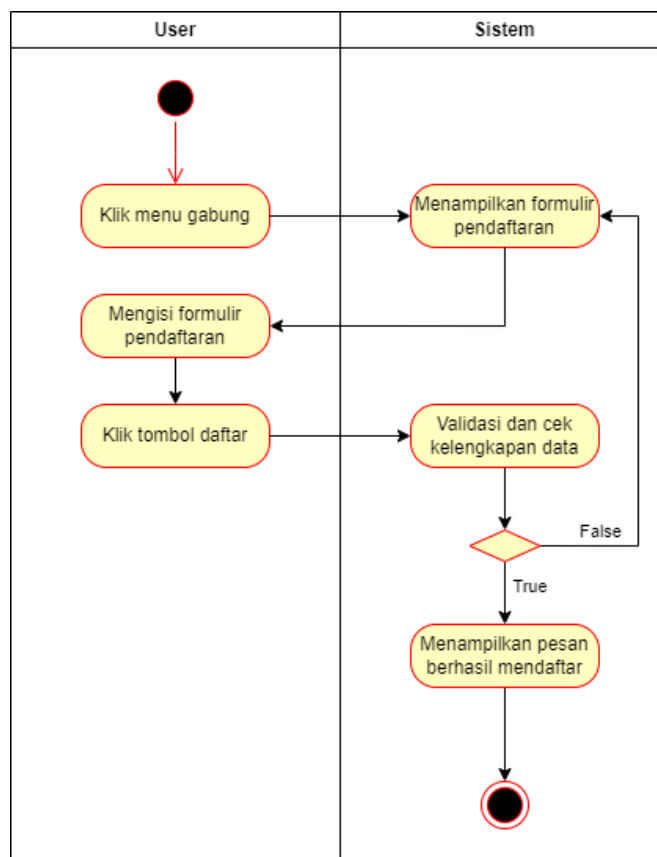 User
Sistem
Klik menu gabung
Menampilkan formulir
pendaftaran
Mengisi formulir
pendaftaran
Klik tombol daftar
Validasi dan cek
kelengkapan data
False
True
Menampilkan pesan
berhasil mendaftar